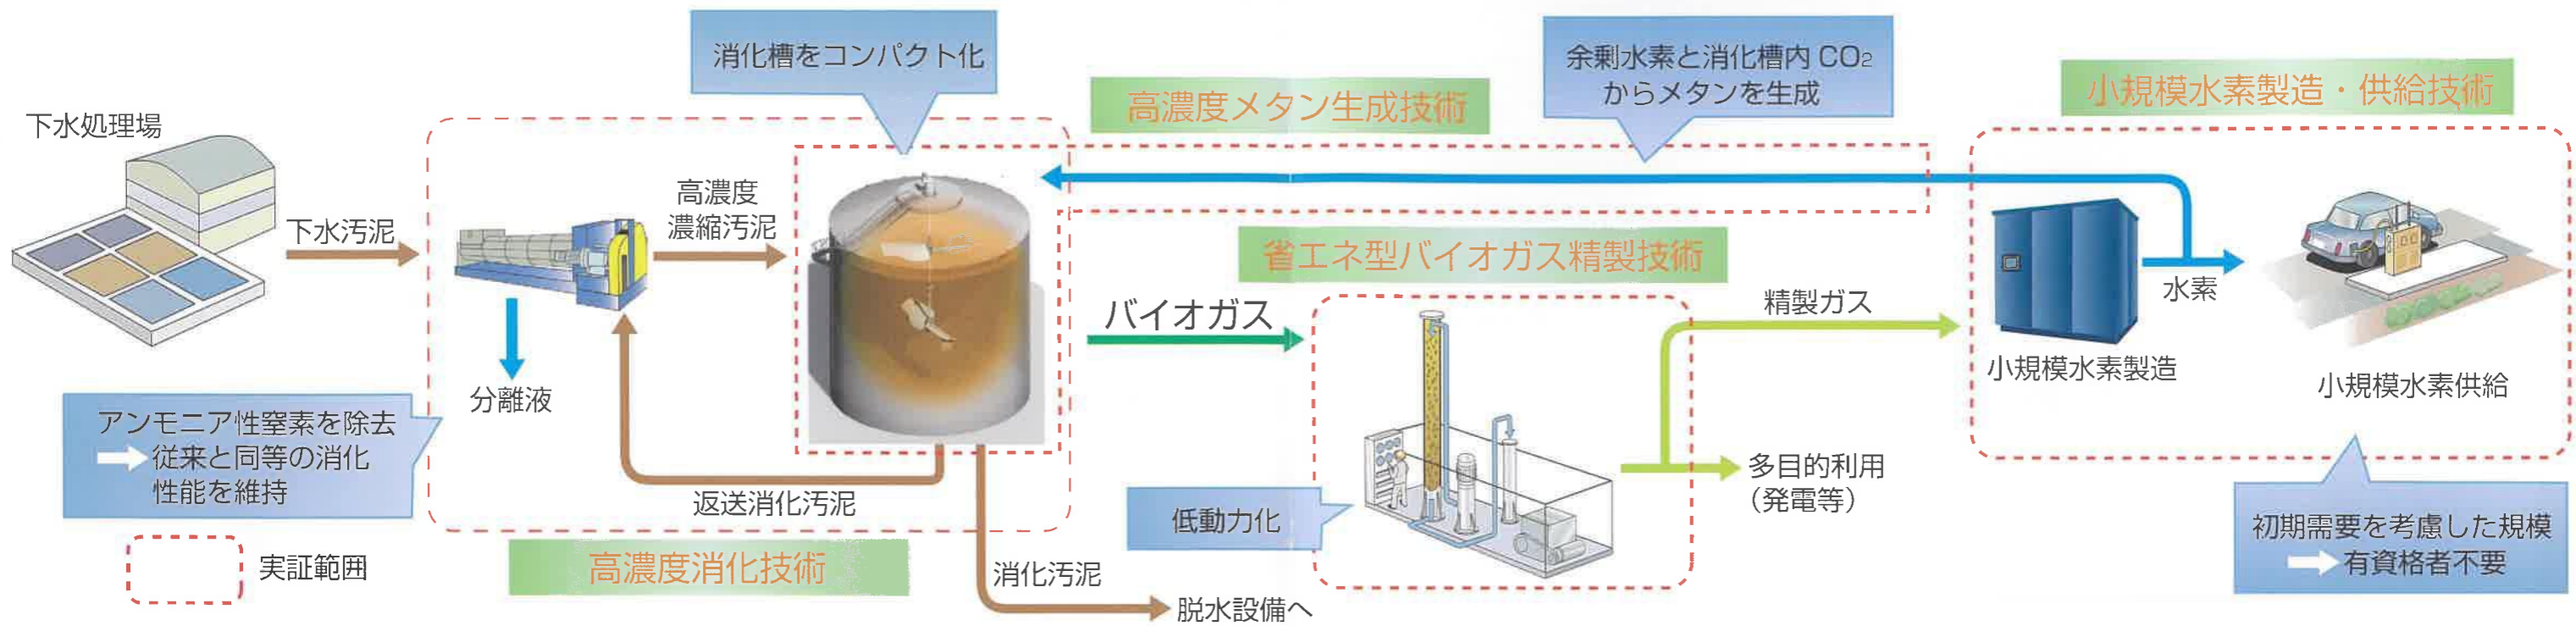 消化槽をコンパクト化
余剰水素と消化槽内 CO₂
からメタンを生成
高濃度メタン生成技術
小規模水素製造・供給技術
下水処理場
下水汚泥
高濃度
濃縮汚泥
省エネ型バイオガス精製技術
バイオガス
精製ガス
水素
小規模水素製造
小規模水素供給
分離液
アンモニア性窒素を除去
従来と同等の消化
性能を維持
返送消化汚泥
多目的利用
（発電等）
低動力化
初期需要を考慮した規模
有資格者不要
実証範囲
高濃度消化技術
消化汚泥
脱水設備へ